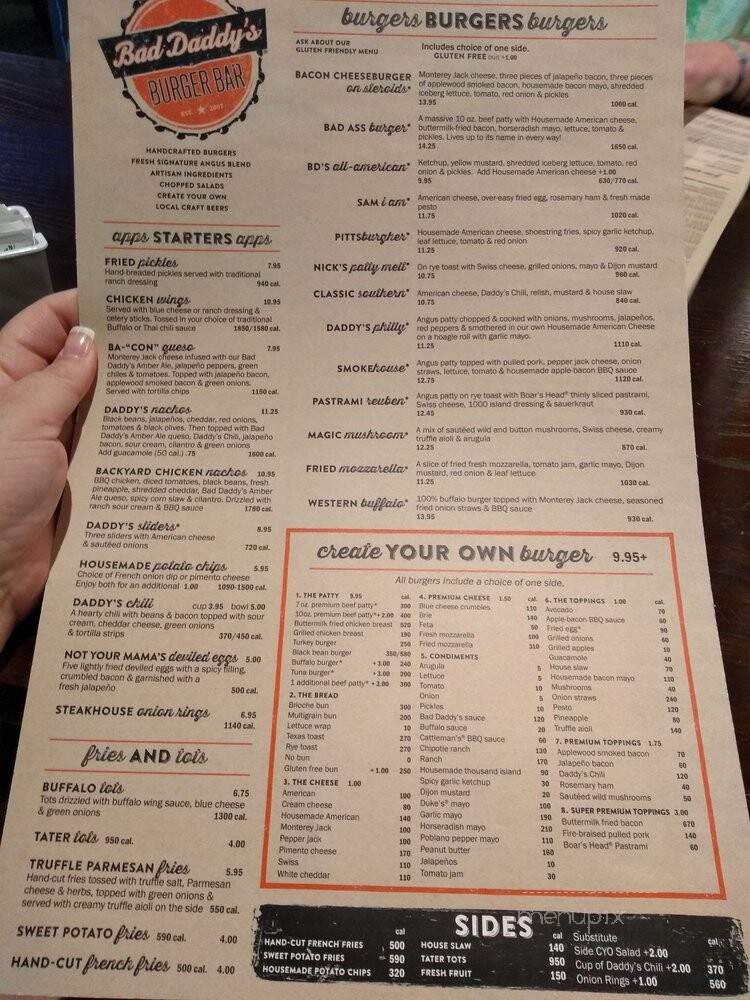 Bad Daddy's
BURGER BAR
EST. ★ 2007
HANDCRAFTED BURGERS
FRESH SIGNATURE ANGUS BLEND
ARTISAN INGREDIENTS
CHOPPED SALADS
CREATE YOUR OWN
LOCAL CRAFT BEERS
apps STARTERS apps
FRIED pickles 7.95
Hand-breaded pickles served with traditional
ranch dressing 940 cal.
CHICKEN wings 10.95
Served with blue cheese or ranch dressing &
celery sticks. Tossed in your choice of traditional
Buffalo or Thai chili sauce 1850/1580 cal.
BA-"CON" queso 7.95
Monterey Jack cheese infused with our Bad
Daddy's Amber Ale, jalapeño peppers, green
chiles & tomatoes. Topped with jalapeño bacon,
applewood smoked bacon & green onions.
Served with tortilla chips 1150 cal.
DADDY'S nachos 11.25
Black beans, jalapeños, cheddar, red onions,
tomatoes & black olives. Then topped with Bad
Daddy's Amber Ale queso, Daddy's Chili, jalapeño
bacon, sour cream, cilantro & green onions
Add guacamole (50 cal.) .75 1600 cal.
BACKYARD CHICKEN nachos 10.95
BBQ chicken, diced tomatoes, black beans, fresh
pineapple, shredded cheddar, Bad Daddy's Amber
Ale queso, spicy corn slaw & cilantro. Drizzled with
ranch sour cream & BBQ sauce 1780 cal.
DADDY'S sliders* 8.95
Three sliders with American cheese
& sautéed onions 720 cal.
HOUSEMADE potato chips 5.95
Choice of French onion dip or pimento cheese
Enjoy both for an additional 1.00 1090-1500 cal.
DADDY'S chili cup 3.95 bowl 5.00
A hearty chili with beans & bacon topped with sour
cream, cheddar cheese, green onions
& tortilla strips 370/450 cal.
NOT YOUR MAMA'S deviled eggs 5.00
Five lightly fried deviled eggs with a spicy filling,
crumbled bacon & garnished with a
fresh jalapeño 500 cal.
STEAKHOUSE onion rings 6.95
1140 cal.
fries AND tots
BUFFALO tots 6.75
Tots drizzled with buffalo wing sauce, blue cheese
& green onions 1300 cal.
TATER tots 950 cal. 4.00
TRUFFLE PARMESAN fries 5.95
Hand-cut fries tossed with truffle salt, Parmesan
cheese & herbs, topped with green onions &
served with creamy truffle aioli on the side 550 cal.
SWEET POTATO fries 590 cal. 4.00
HAND-CUT french fries 500 cal. 4.00
burgers BURGERS burgers
ASK ABOUT OUR
GLUTEN FRIENDLY MENU
Includes choice of one side.
GLUTEN FREE bun +1.00
BACON CHEESEBURGER
on steroids*
Monterey Jack cheese, three pieces of jalapeño bacon, three pieces
of applewood smoked bacon, housemade bacon mayo, shredded
iceberg lettuce, tomato, red onion & pickles
13.95 1000 cal.
BAD ASS burger*
A massive 10 oz. beef patty with Housemade American cheese,
buttermilk-fried bacon, horseradish mayo, lettuce, tomato &
pickles. Lives up to its name in every way!
14.25 1650 cal.
BD'S all-american*
Ketchup, yellow mustard, shredded iceberg lettuce, tomato, red
onion & pickles. Add Housemade American cheese +1.00
9.95 630/770 cal.
SAM i am*
American cheese, over-easy fried egg, rosemary ham & fresh made
pesto
11.75 1020 cal.
PITTSburgher*
Housemade American cheese, shoestring fries, spicy garlic ketchup,
leaf lettuce, tomato & red onion
11.25 920 cal.
NICK'S patty melt*
On rye toast with Swiss cheese, grilled onions, mayo & Dijon mustard
10.75 960 cal.
CLASSIC southern*
American cheese, Daddy's Chili, relish, mustard & house slaw
10.75 840 cal.
DADDY'S philly*
Angus patty chopped & cooked with onions, mushrooms, jalapeños,
red peppers & smothered in our own Housemade American Cheese
on a hoagie roll with garlic mayo.
11.25 1110 cal.
SMOKEhouse*
Angus patty topped with pulled pork, pepper jack cheese, onion
straws, lettuce, tomato & housemade apple-bacon BBQ sauce
12.75 1120 cal.
PASTRAMI reuben*
Angus patty on rye toast with Boar's Head® thinly sliced pastrami,
Swiss cheese, 1000 island dressing & sauerkraut
12.45 930 cal.
MAGIC mushroom*
A mix of sautéed wild and button mushrooms, Swiss cheese, creamy
truffle aioli & arugula
12.25 870 cal.
FRIED mozzarella*
A slice of fried fresh mozzarella, tomato jam, garlic mayo, Dijon
mustard, red onion & leaf lettuce
11.25 1030 cal.
WESTERN buffalo*
100% buffalo burger topped with Monterey Jack cheese, seasoned
fried onion straws & BBQ sauce
13.95 930 cal.
create YOUR OWN burger 9.95+
All burgers include a choice of one side.
1. THE PATTY 9.95 cal.
7 oz. premium beef patty* 300
10oz. premium beef patty* +2.00 400
Buttermilk fried chicken breast 520
Grilled chicken breast 190
Turkey burger 250
Black bean burger 350/580
Buffalo burger* +3.00 240
Tuna burger* +3.00 200
1 additional beef patty* +3.00 300
2. THE BREAD
Brioche bun 300
Multigrain bun 200
Lettuce wrap 10
Texas toast 270
Rye toast 270
No bun 0
Gluten free bun +1.00 250
3. THE CHEESE 1.00
American 100
Cream cheese 80
Housemade American 140
Monterey Jack 100
Pepper jack 100
Pimento cheese 170
Swiss 110
White cheddar 110
4. PREMIUM CHEESE 1.50 cal.
Blue cheese crumbles 120
Brie 140
Feta 50
Fresh mozzarella 100
Fried mozzarella 310
5. CONDIMENTS
Arugula 5
Lettuce 5
Tomato 5
Onion 5
Pickles 10
Bad Daddy's sauce 120
Buffalo sauce 20
Cattleman's® BBQ sauce 60
Chipotle ranch 130
Ranch 170
Housemade thousand island 90
Spicy garlic ketchup 30
Dijon mustard 20
Duke's® mayo 100
Garlic mayo 190
Horseradish mayo 210
Poblano pepper mayo 110
Peanut butter 160
Jalapeños 10
Tomato jam 30
6. THE TOPPINGS 1.00 cal.
Avocado 70
Apple-bacon BBQ sauce 60
Fried egg* 90
Grilled onions 60
Grilled apples 10
Guacamole 40
House slaw 70
Housemade bacon mayo 110
Mushrooms 40
Onion straws 240
Pesto 120
Pineapple 80
Truffle aioli 140
7. PREMIUM TOPPINGS 1.75
Applewood smoked bacon 70
Jalapeño bacon 90
Daddy's Chili 120
Rosemary ham 40
Sautéed wild mushrooms 50
8. SUPER PREMIUM TOPPINGS 3.00
Buttermilk fried bacon 670
Fire-braised pulled pork 140
Boar's Head® Pastrami 60
menupix
SIDES
cal
HAND-CUT FRENCH FRIES 500
SWEET POTATO FRIES 590
HOUSEMADE POTATO CHIPS 320
cal
HOUSE SLAW 140
TATER TOTS 950
FRESH FRUIT 150
Substitute cal
Side CYO Salad +2.00
Cup of Daddy's Chili +2.00 370
Onion Rings +1.00 560